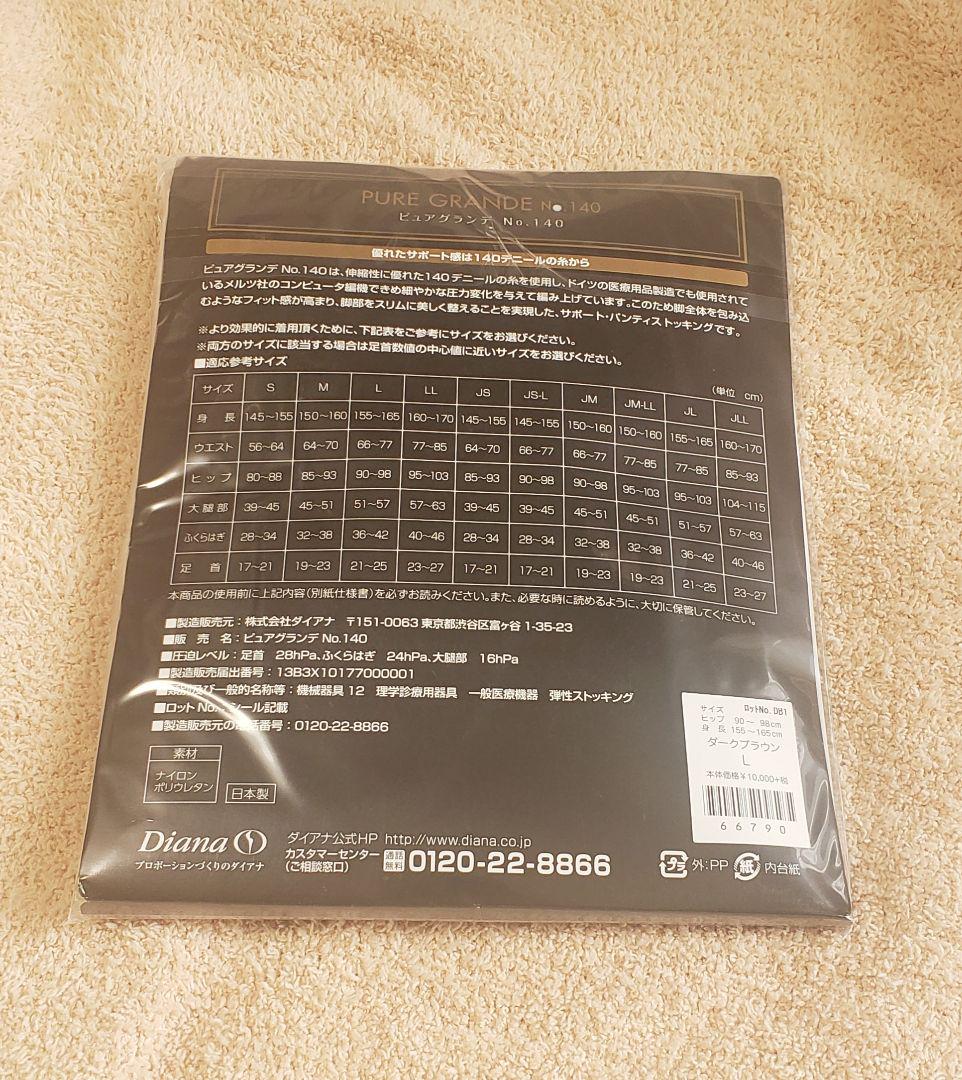 PURE GRANDE No.140
ピュアグランデ No.140
優れたサポート感は140デニールの糸から
ピュアグランデ No.140は、伸縮性に優れた140デニールの糸を使用し、ドイツの医療用品製造でも使用されて
いるメルツ社のコンピュータ編機できめ細やかな圧力変化を与えて編み上げています。このため脚全体を包み込
むようなフィット感が高まり、脚部をスリムに美しく整えることを実現した、サポート・パンティストッキングです。
※より効果的に着用頂くために、下記表をご参考にサイズをお選びください。
※両方のサイズに該当する場合は足首数値の中心値に近いサイズをお選びください。
■適応参考サイズ
(単位 cm)
サイズ S M L LL JS JS-L JM JM-LL JL JLL
身長 145~155 150~160 155~165 160~170 145~155 145~155 150~160 150~160 155~165 160~170
ウエスト 56~64 64~70 66~77 77~85 64~70 66~77 66~77 77~85 77~85 85~93
ヒップ 80~88 85~93 90~98 95~103 85~93 90~98 90~98 95~103 95~103 104~115
大腿部 39~45 45~51 51~57 57~63 39~45 39~45 45~51 45~51 51~57 57~63
ふくらはぎ 28~34 32~38 36~42 40~46 28~34 28~34 32~38 32~38 36~42 40~46
足首 17~21 19~23 21~25 23~27 17~21 17~21 19~23 19~23 21~25 23~27
本商品の使用前に上記内容(別紙仕様書)を必ずお読みください。また、必要な時に読めるように、大切に保管してください。
■製造販売元:株式会社ダイアナ 〒151-0063 東京都渋谷区富ヶ谷 1-35-23
■販売名:ピュアグランデ No.140
■圧迫レベル:足首 28hPa、ふくらはぎ 24hPa、大腿部 16hPa
■製造販売届出番号:13B3X10177000001
■類別及び一般的名称等:機械器具 12 理学診療用器具 一般医療機器 弾性ストッキング
■ロット No.:シール記載
■製造販売元の電話番号:0120-22-8866
素材
ナイロン
ポリウレタン
日本製
サイズ ロットNo. DB1
ヒップ 90~ 98cm
身長 155~165cm
ダークブラウン
L
本体価格¥10,000+税
66790
Diana
プロポーションづくりのダイアナ
ダイアナ公式HP http://www.diana.co.jp
カスタマーセンター
(ご相談窓口)
通話
無料
0120-22-8866
プラ 外:PP 紙 内台紙